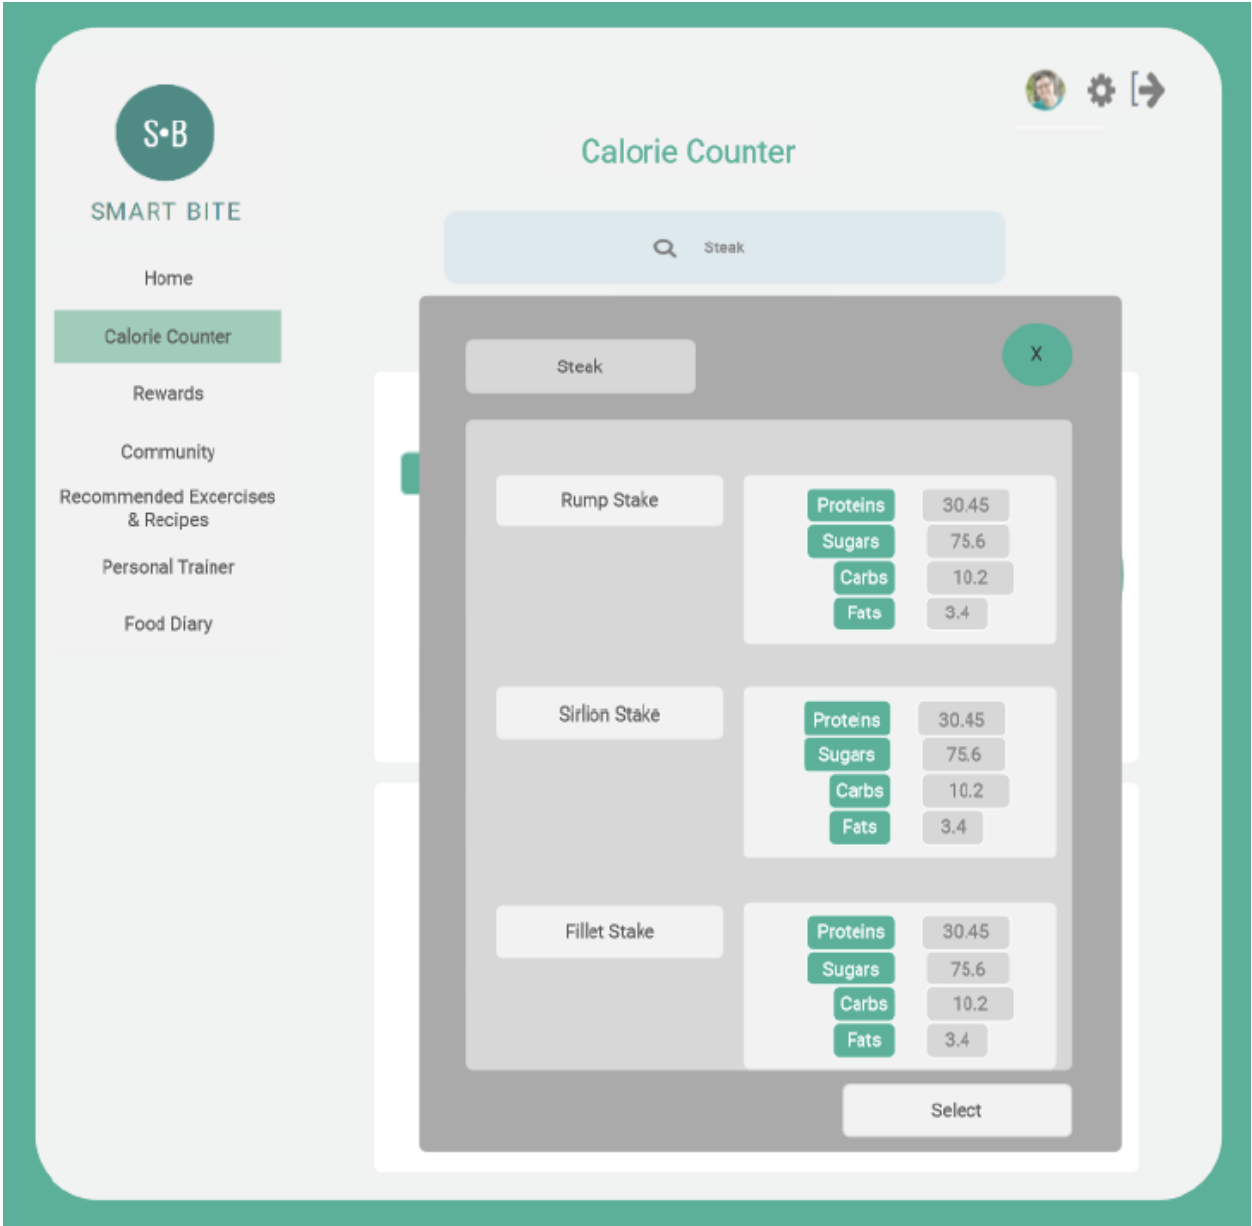 S•B
SMART BITE
Home
Calorie Counter
Rewards
Community
Recommended Excercises
& Recipes
Personal Trainer
Food Diary
Calorie Counter
Steak
Steak
X
Rump Stake
Proteins 30.45
Sugars 75.6
Carbs 10.2
Fats 3.4
Sirlion Stake
Proteins 30.45
Sugars 75.6
Carbs 10.2
Fats 3.4
Fillet Stake
Proteins 30.45
Sugars 75.6
Carbs 10.2
Fats 3.4
Select